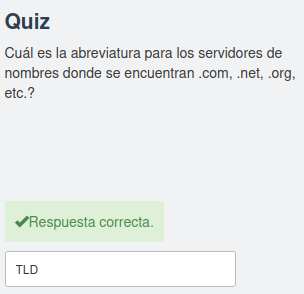 Quiz
Cuál es la abreviatura para los servidores de
nombres donde se encuentran .com, .net, .org,
etc.?
✔Respuesta correcta.
TLD